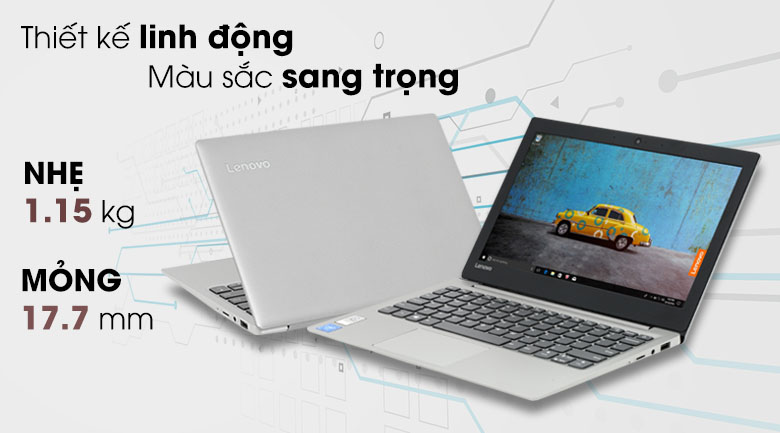 Thiết kế linh động
Màu sắc sang trọng
NHẸ
1.15 kg
MỎNG
17.7 mm
Lenovo
Lenovo
Lenovo